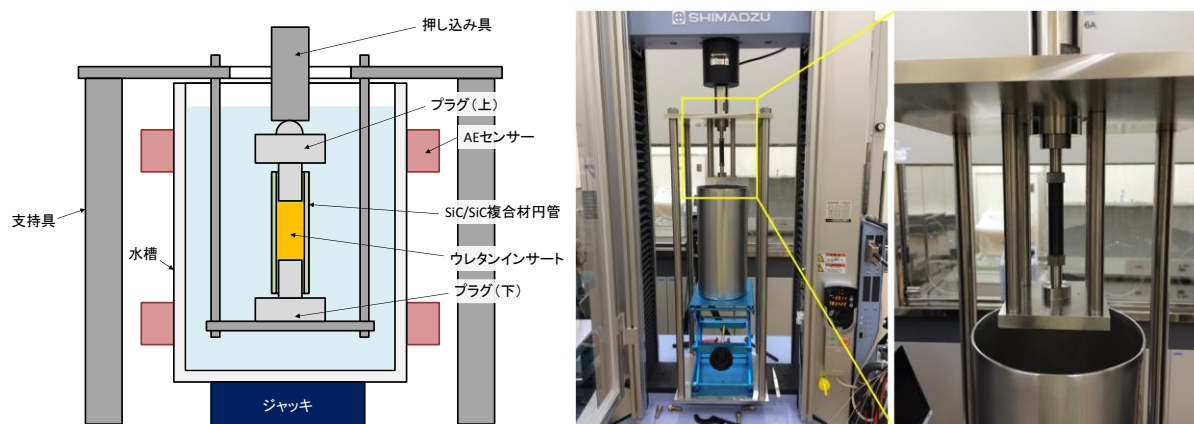 押し込み具
プラグ（上）
AEセンサー
支持具
SiC/SiC複合材円管
水槽
ウレタンインサート
プラグ（下）
ジャッキ
SHIMADZU
6A